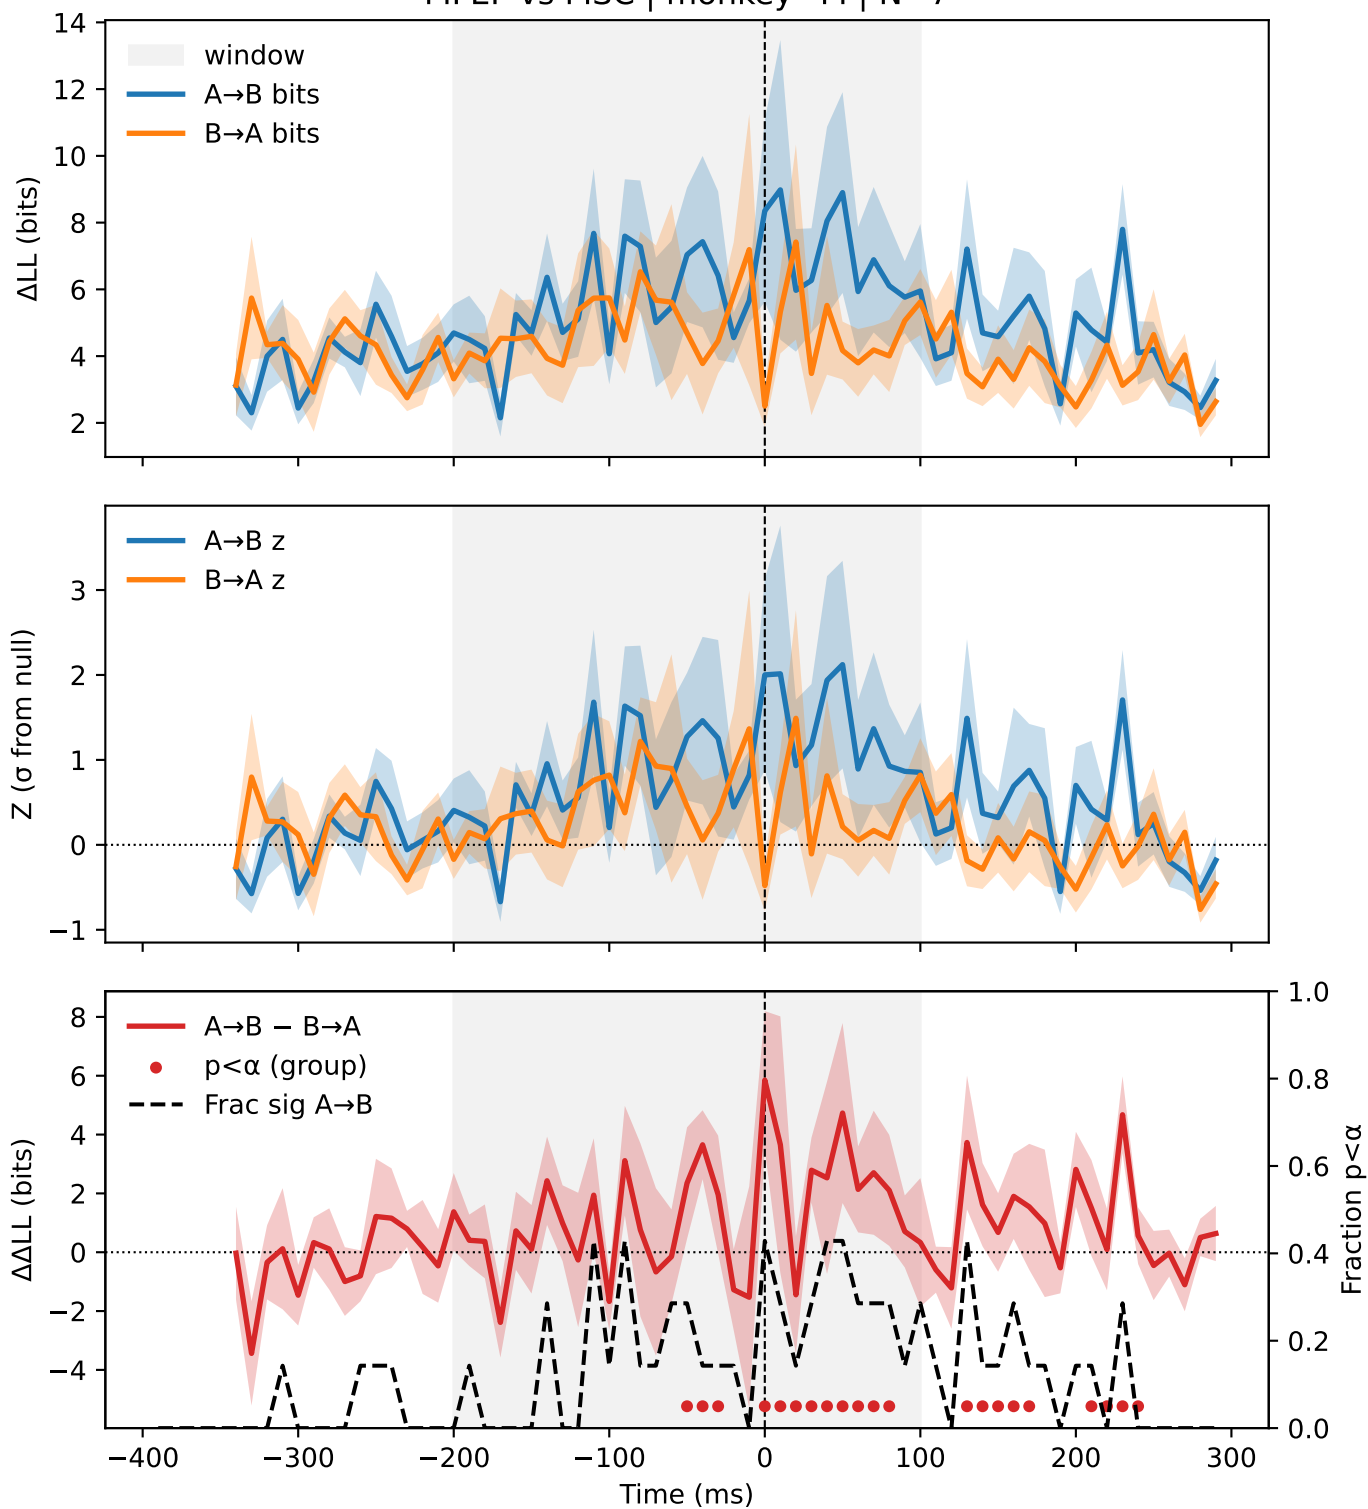 14
12
10
8
6
4
2
ΔLL (bits)
window
A→B bits
B→A bits
3
2
1
0
−1
Z (σ from null)
A→B z
B→A z
8
6
4
2
0
−2
−4
ΔΔLL (bits)
A→B − B→A
p<α (group)
Frac sig A→B
1.0
0.8
0.6
0.4
0.2
0.0
Fraction p<α
−400 −300 −200 −100 0 100 200 300
Time (ms)